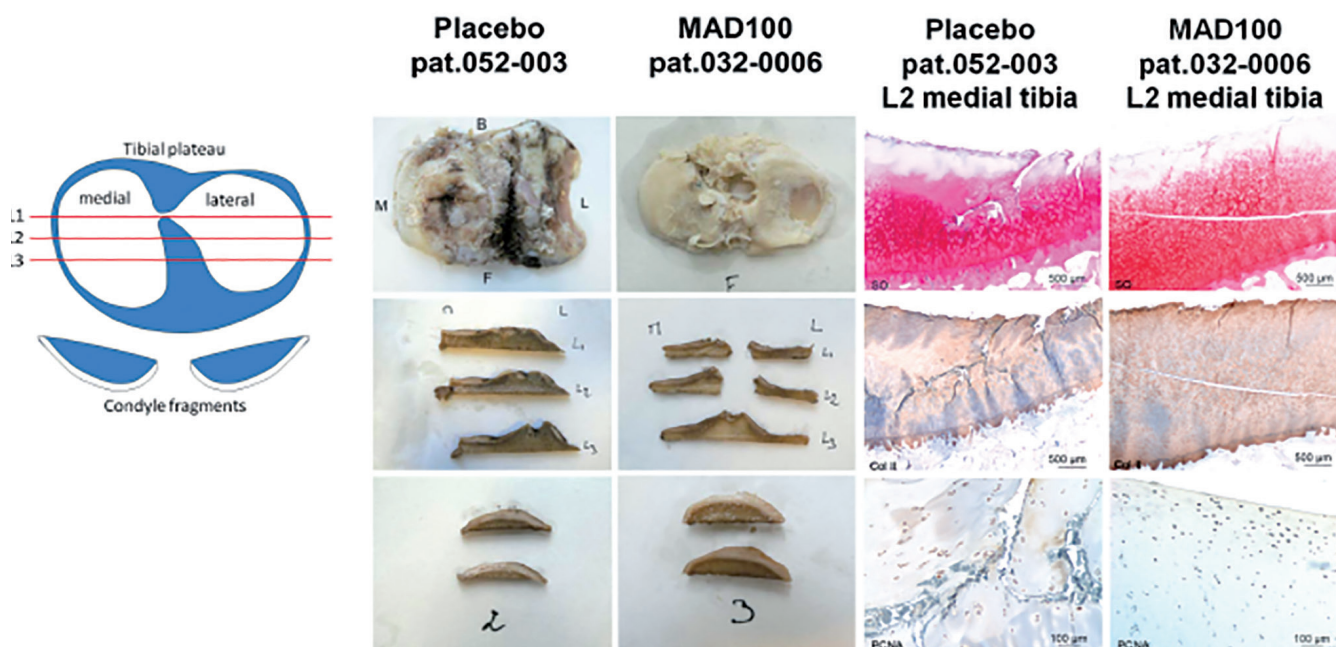 Placebo
pat.052-003
MAD100
pat.032-0006
Placebo
pat.052-003
L2 medial tibia
MAD100
pat.032-0006
L2 medial tibia
Tibial plateau
medial
lateral
L1
L2
L3
Condyle fragments
B
M
L
F
F
L
L1
L2
L3
L
L1
L2
L3
2
3
SO
500 µm
500 µm
Col II
500 µm
500 µm
PCNA
100 µm
PCNA
100 µm